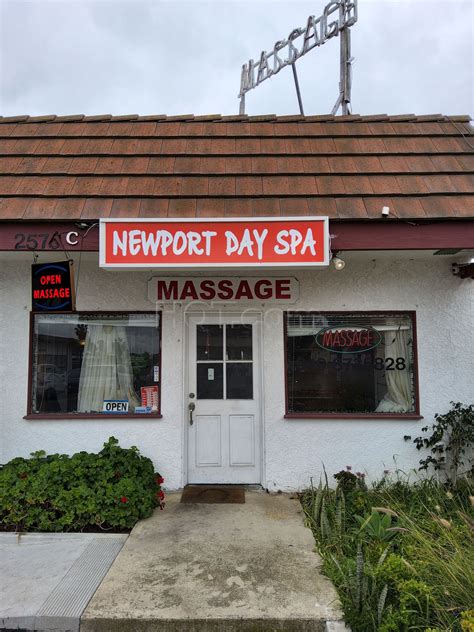 MASSAGE
2576 C
NEWPORT DAY SPA
MASSAGE
OPEN
MASSAGE
MASSAGE
828
OPEN